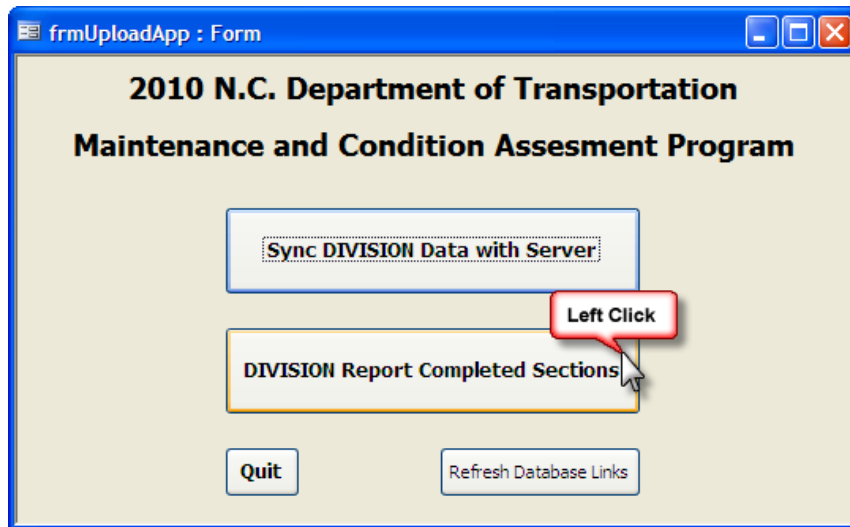 frmUploadApp : Form
2010 N.C. Department of Transportation
Maintenance and Condition Assesment Program
Sync DIVISION Data with Server
Left Click
DIVISION Report Completed Sections
Quit
Refresh Database Links